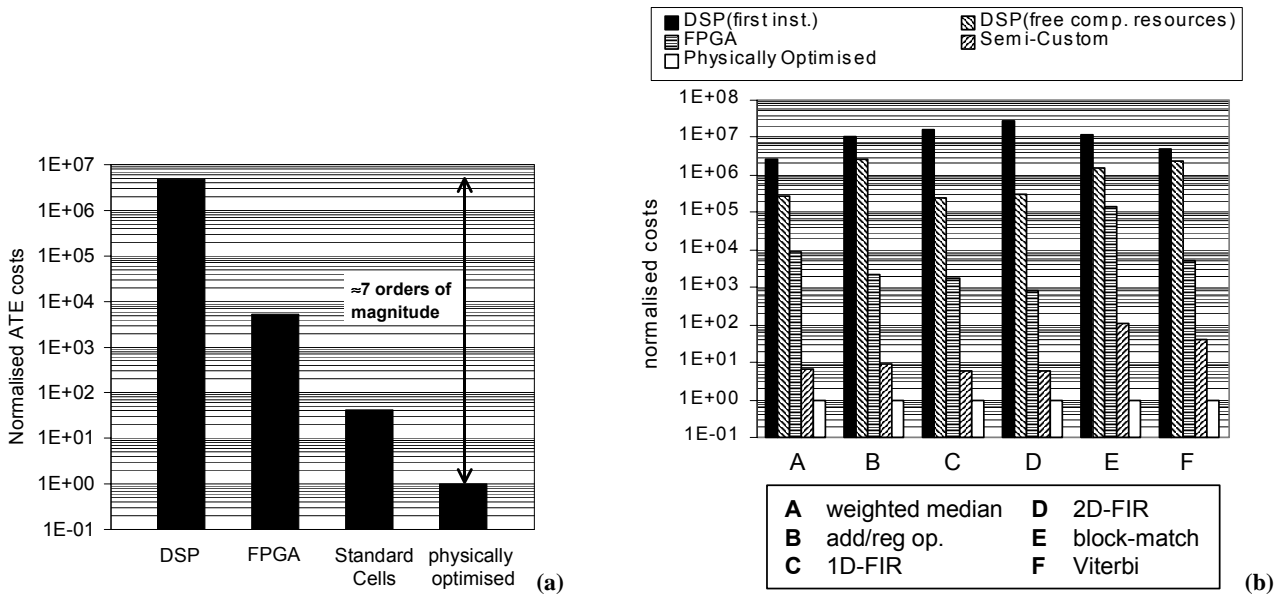 1E+07
1E+06
1E+05
1E+04
1E+03
1E+02
1E+01
1E+00
1E-01
Normalised ATE costs
≈7 orders of
magnitude
DSP
FPGA
Standard
Cells
physically
optimised
(a)
DSP(first inst.)
DSP(free comp. resources)
FPGA
Semi-Custom
Physically Optimised
1E+08
1E+07
1E+06
1E+05
1E+04
1E+03
1E+02
1E+01
1E+00
1E-01
normalised costs
A B C D E F
A weighted median D 2D-FIR
B add/reg op. E block-match
C 1D-FIR F Viterbi
(b)